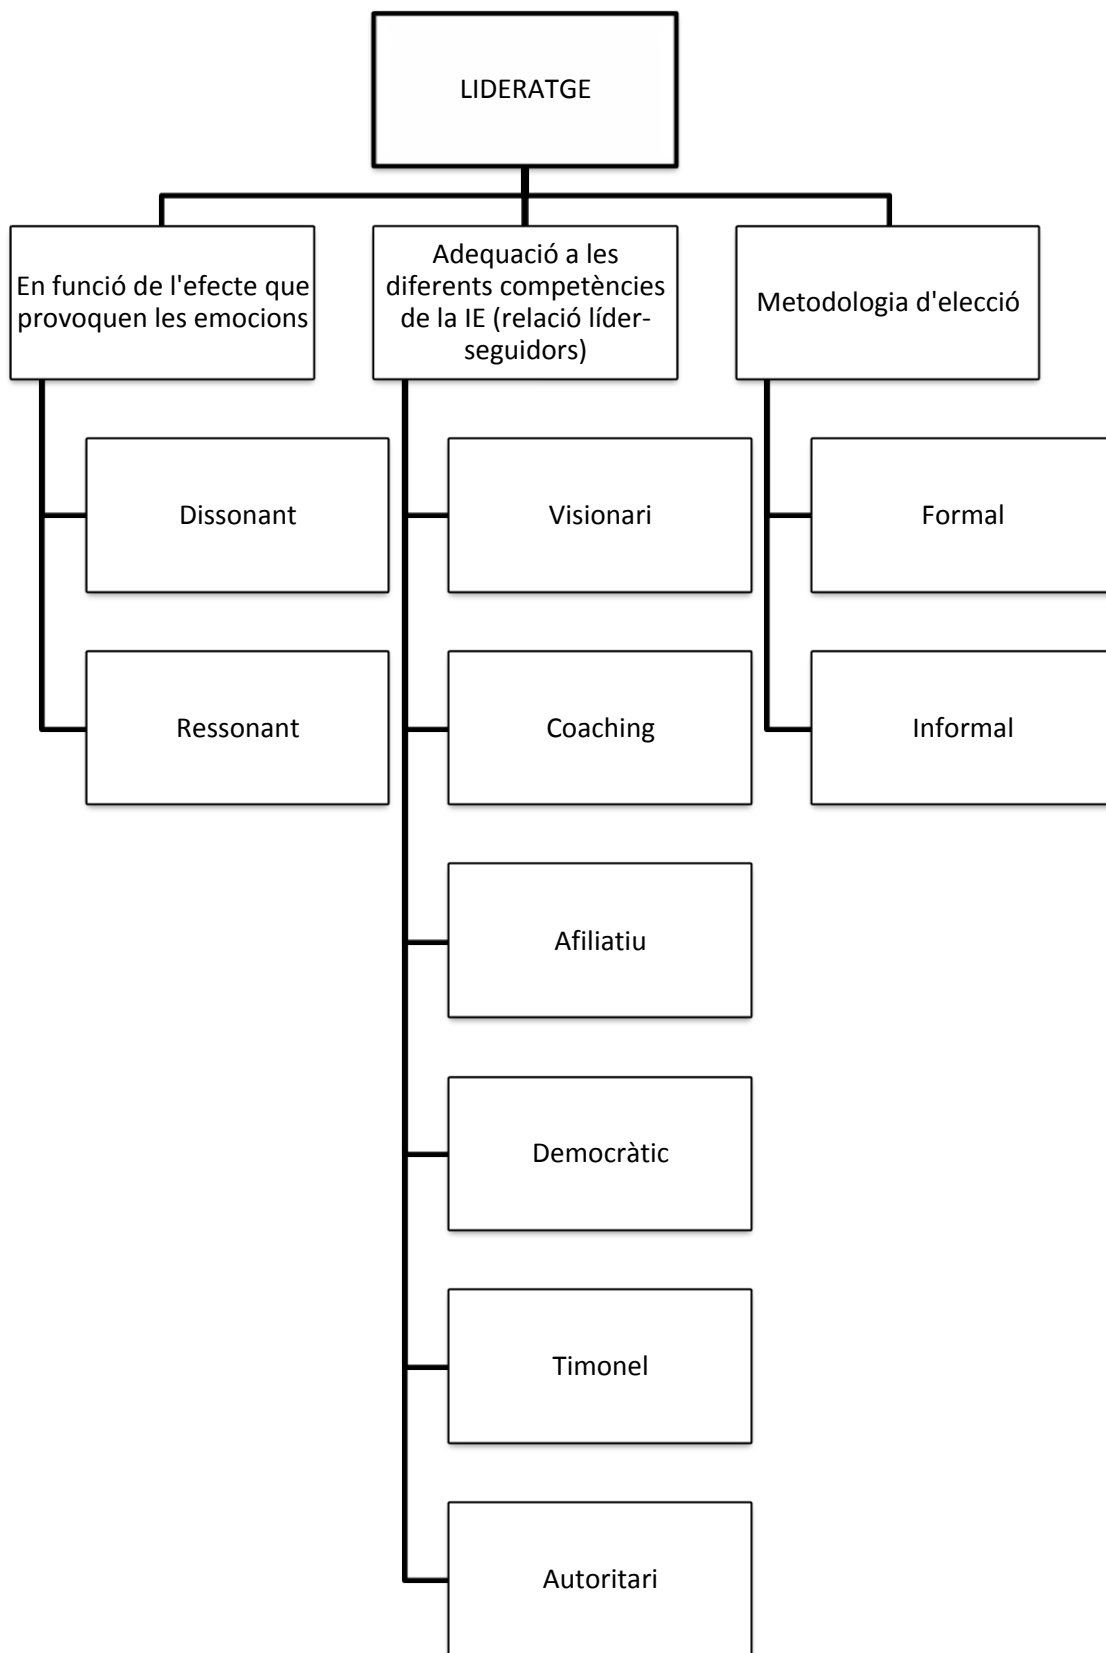 LIDERATGE
En funció de l'efecte que
provoquen les emocions
Adequació a les
diferents competències
de la IE (relació líder-
seguidors)
Metodologia d'elecció
Dissonant
Ressonant
Visionari
Coaching
Afiliatiu
Democràtic
Timonel
Autoritari
Formal
Informal